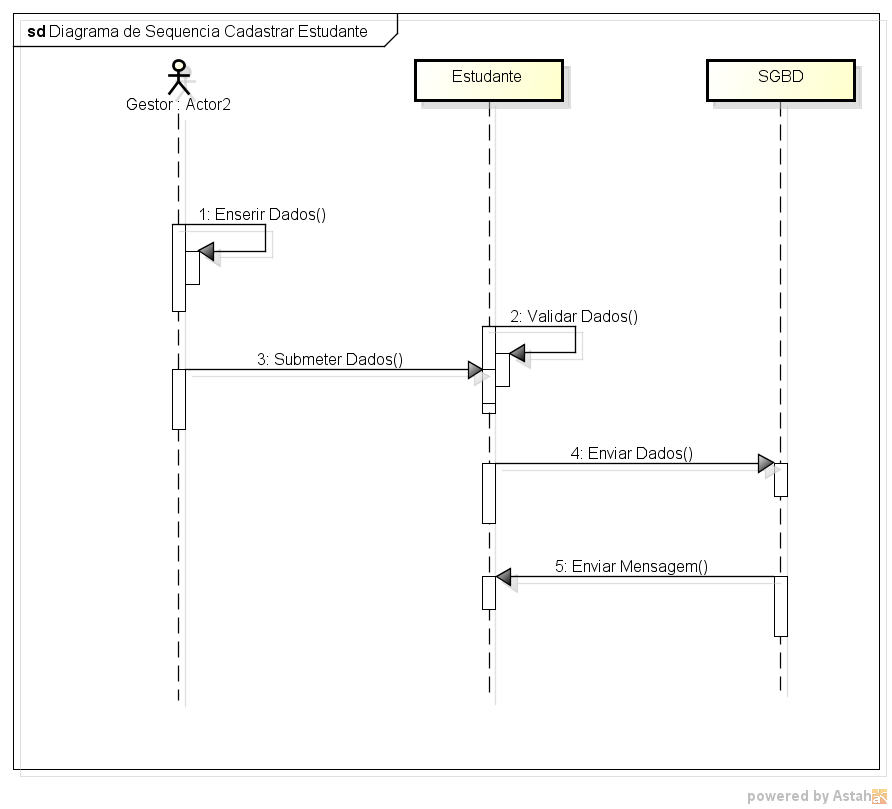 sd Diagrama de Sequencia Cadastrar Estudante
Gestor : Actor2
Estudante
SGBD
1: Enserir Dados()
2: Validar Dados()
3: Submeter Dados()
4: Enviar Dados()
5: Enviar Mensagem()
powered by Astah